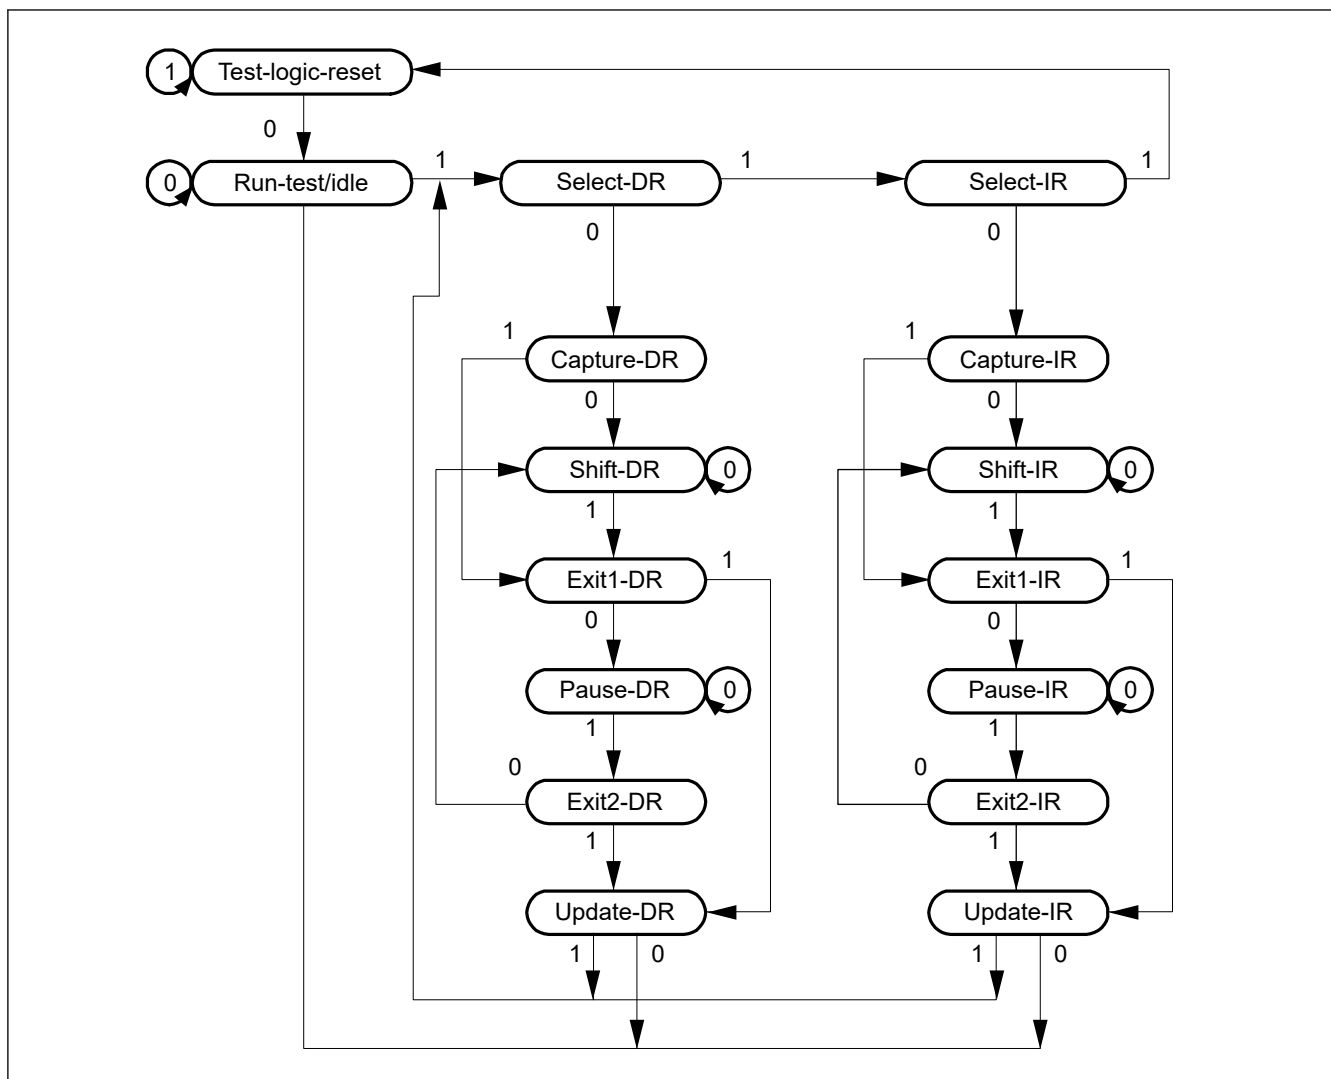 1 Test-logic-reset
0
0 Run-test/idle 1 Select-DR 1 Select-IR 1
0 0
1 1
Capture-DR Capture-IR
0 0
Shift-DR 0 Shift-IR 0
1 1
Exit1-DR 1 Exit1-IR 1
0 0
Pause-DR 0 Pause-IR 0
1 1
0 0
Exit2-DR Exit2-IR
1 1
Update-DR Update-IR
1 0 1 0